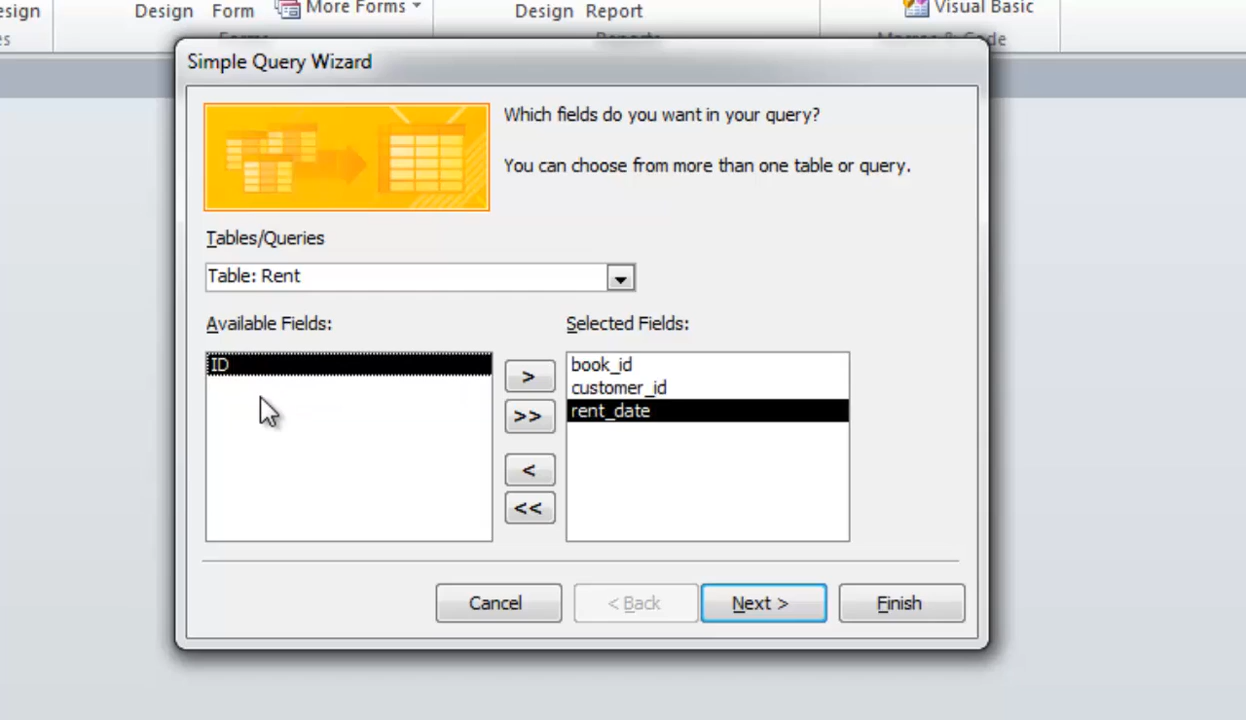 esign Design Form More Forms Design Report Visual Basic
Simple Query Wizard
Which fields do you want in your query?
You can choose from more than one table or query.
Tables/Queries
Table: Rent
Available Fields: Selected Fields:
ID book_id
> customer_id
rent_date
>>
<
<<
Cancel < Back Next > Finish